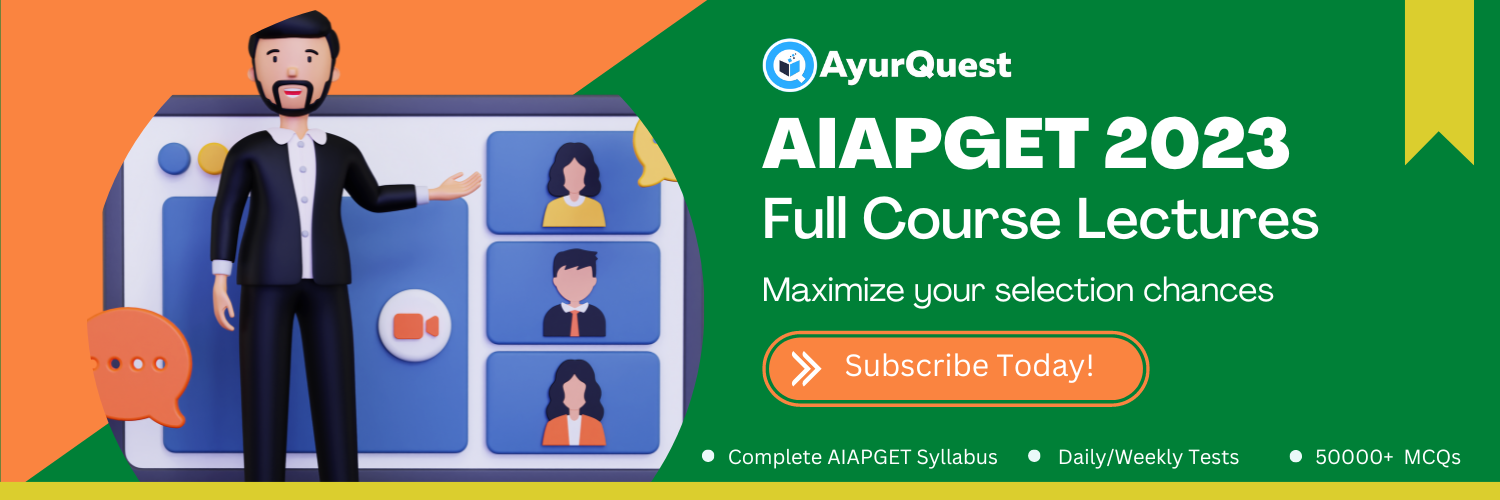 AyurQuest
AIAPGET 2023
Full Course Lectures
Maximize your selection chances
Subscribe Today!
Complete AIAPGET Syllabus
Daily/Weekly Tests
50000+ MCQs